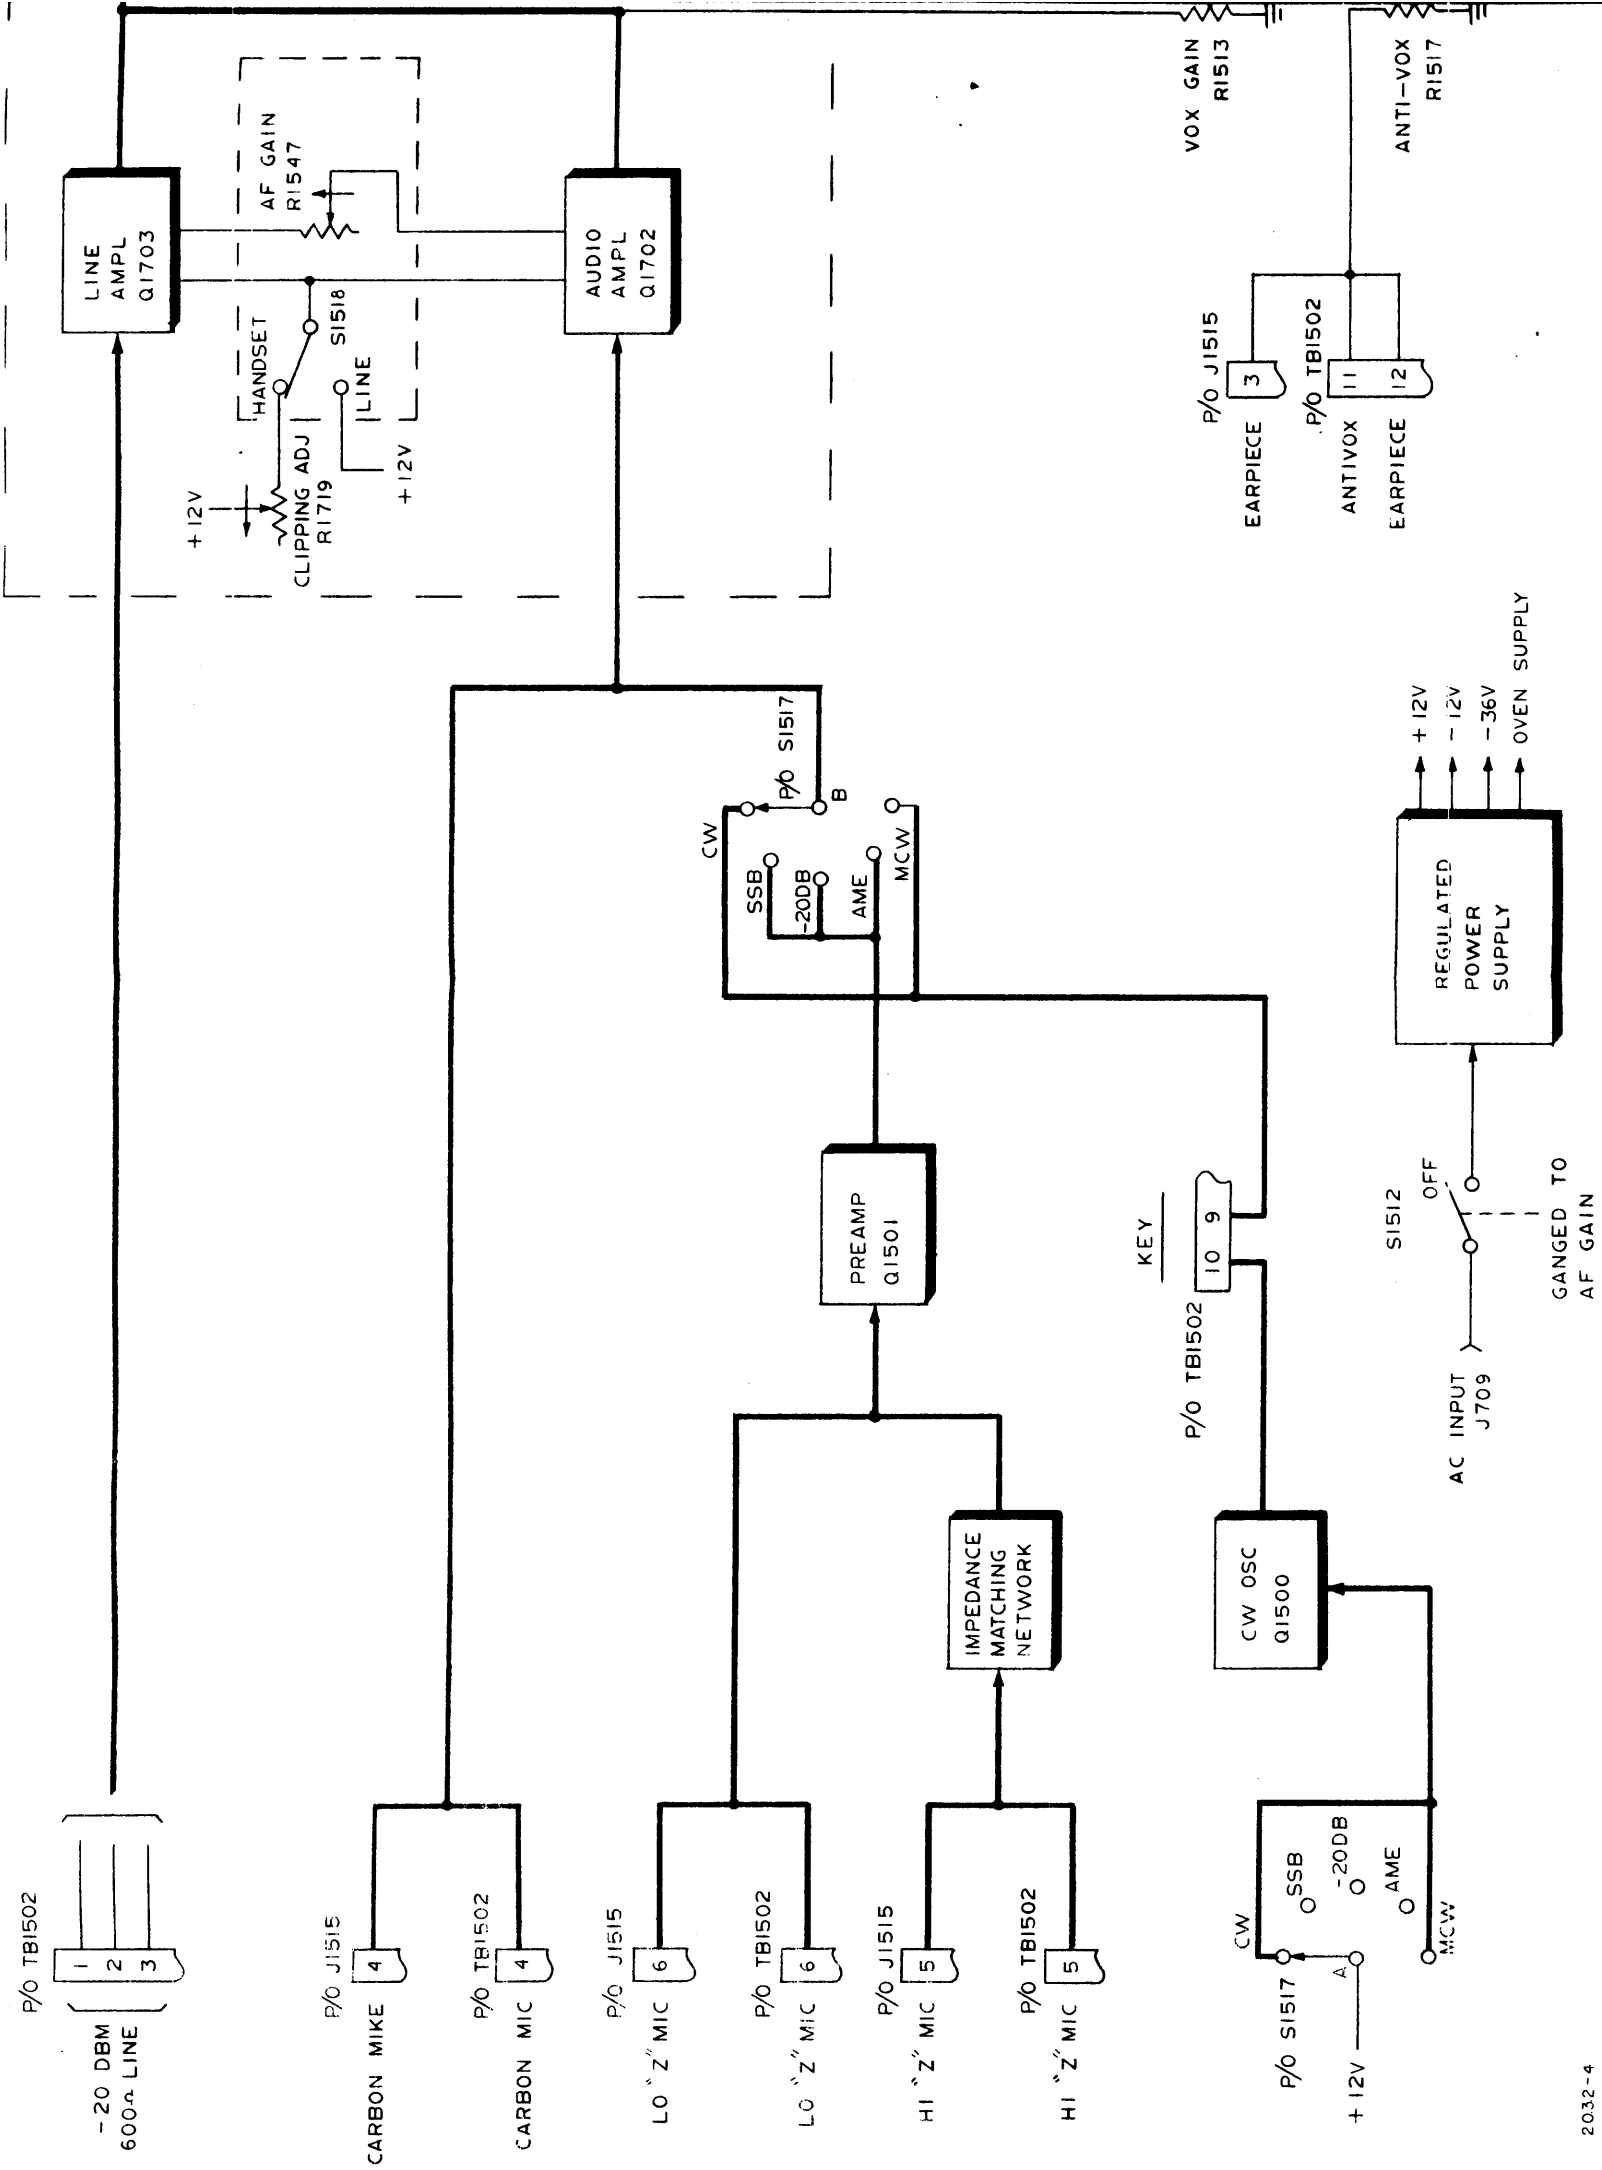 P/O TB1502
-20 DBM
600Ω LINE
1
2
3
LINE
AMPL
Q1703
AF GAIN
R1547
HANDSET
S1518
LINE
+12V
CLIPPING ADJ
R1719
+12V
AUDIO
AMPL
Q1702
P/O J1515
CARBON MIKE
4
P/O TB1502
CARBON MIC
4
P/O J1515
LO "Z" MIC
6
P/O TB1502
LO "Z" MIC
6
P/O J1515
HI "Z" MIC
5
P/O TB1502
HI "Z" MIC
5
IMPEDANCE
MATCHING
NETWORK
PREAMP
Q1501
CW
SSB
-20DB
AME
MCW
P/O S1517
B
VOX GAIN
R1513
ANTI-VOX
R1517
P/O J1515
EARPIECE
3
P/O TB1502
ANTIVOX
11
EARPIECE
12
KEY
P/O TB1502
10 9
CW OSC
Q1500
P/O S1517
+12V
A
CW
SSB
-20DB
AME
MCW
AC INPUT
J709
S1512
OFF
GANGED TO
AF GAIN
REGULATED
POWER
SUPPLY
+12V
-12V
-36V
OVEN SUPPLY
2032-4